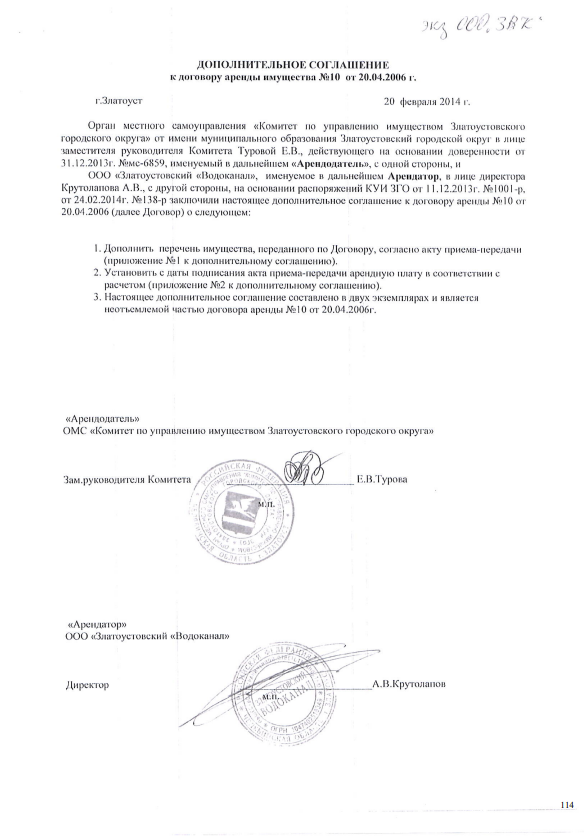 экз ООО. ЗВК
ДОПОЛНИТЕЛЬНОЕ СОГЛАШЕНИЕ
к договору аренды имущества №10 от 20.04.2006 г.
г.Златоуст 20 февраля 2014 г.
Орган местного самоуправления «Комитет по управлению имуществом Златоустовского
городского округа» от имени муниципального образования Златоустовский городской округ в лице
заместителя руководителя Комитета Туровой Е.В., действующего на основании доверенности от
31.12.2013г. №мс-6859, именуемый в дальнейшем «Арендодатель», с одной стороны, и
ООО «Златоустовский «Водоканал», именуемое в дальнейшем Арендатор, в лице директора
Крутолапова А.В., с другой стороны, на основании распоряжений КУИ ЗГО от 11.12.2013г. №1001-р,
от 24.02.2014г. №138-р заключили настоящее дополнительное соглашение к договору аренды №10 от
20.04.2006 (далее Договор) о следующем:
1. Дополнить перечень имущества, переданного по Договору, согласно акту приема-передачи
(приложение №1 к дополнительному соглашению).
2. Установить с даты подписания акта приема-передачи арендную плату в соответствии с
расчетом (приложение №2 к дополнительному соглашению).
3. Настоящее дополнительное соглашение составлено в двух экземплярах и является
неотъемлемой частью договора аренды №10 от 20.04.2006г.
«Арендодатель»
ОМС «Комитет по управлению имуществом Златоустовского городского округа»
Зам.руководителя Комитета Е.В.Турова
РОССИЙСКАЯ ФЕДЕРАЦИЯ
м.п.
«Арендатор»
ООО «Златоустовский «Водоканал»
Директор А.В.Крутолапов
м.п.
ЗЛАТОУСТОВСКИЙ
ВОДОКАНАЛ
114